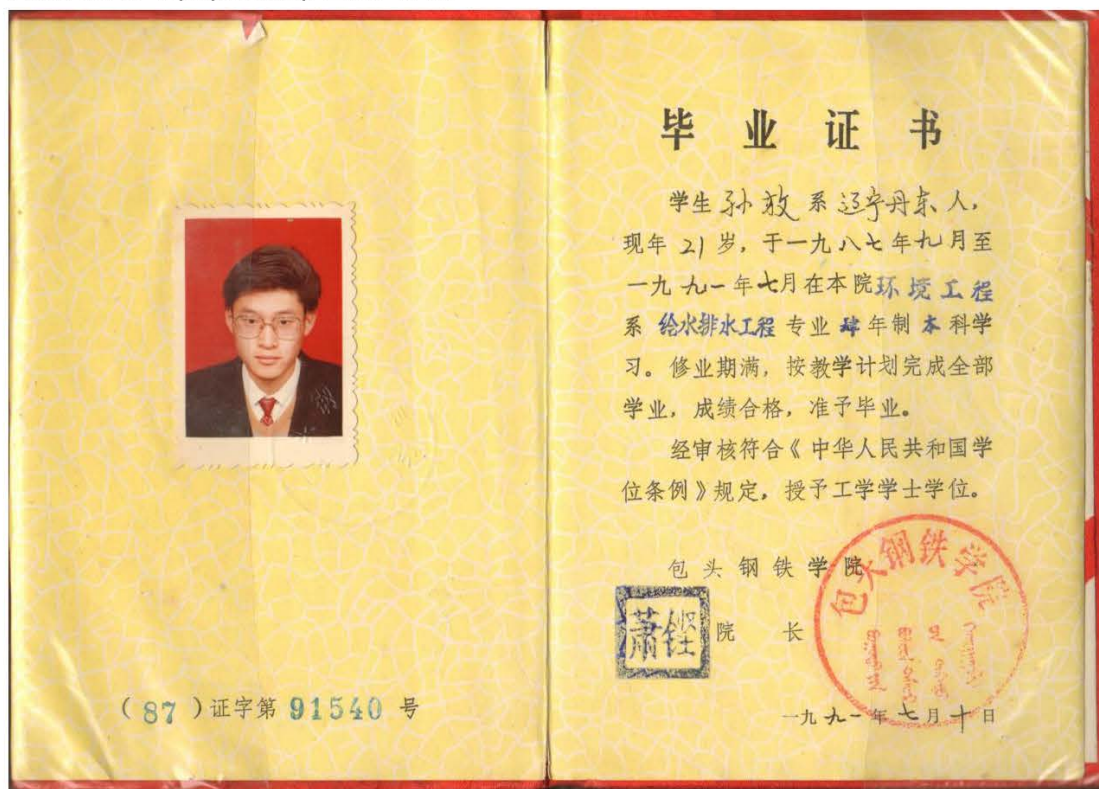 (87)证字第 91540 号
毕业证书
学生孙放系辽宁丹东人，
现年21岁，于一九八七年九月至
一九九一年七月在本院环境工程
系给水排水工程专业肆年制本科学
习。修业期满，按教学计划完成全部
学业，成绩合格，准予毕业。
经审核符合《中华人民共和国学
位条例》规定，授予工学学士学位。
包头钢铁学院
院长
萧铿
包头钢铁学院
一九九一年七月十日